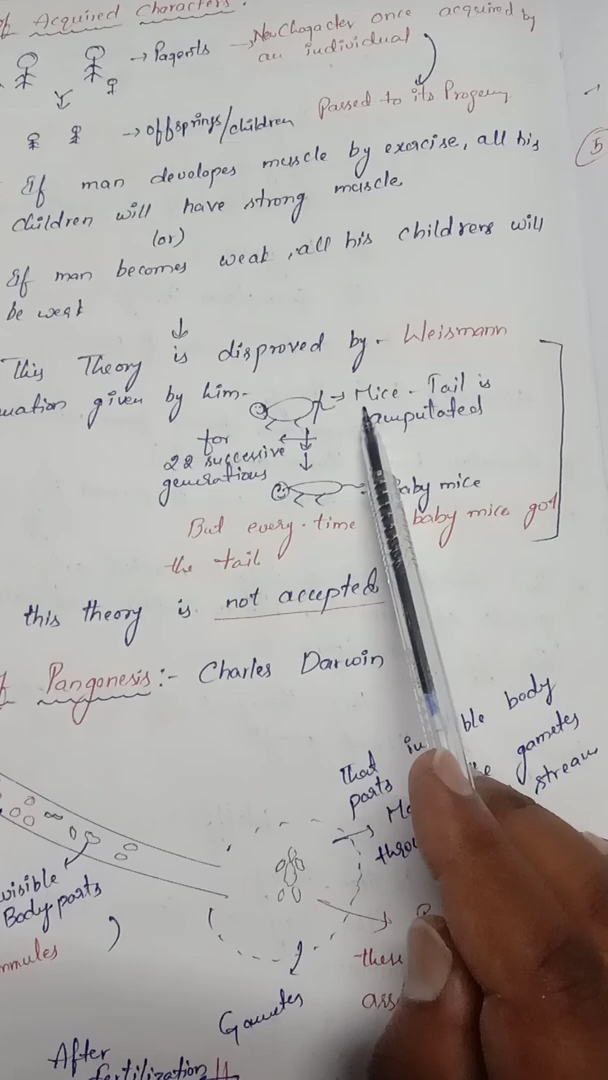 of Acquired Characters.
→ Parents → New Character once acquired by
an individual
→ offsprings/children Passed to its Progeny
5
If man developes muscle by exercise, all his
children will have strong muscle
(or)
If man becomes weak, all his childrens will
be weak
This Theory is disproved by - Weismann
given by him-
→ Mice - Tail is
amputated
for
22 successive
generations
baby mice
But every-time baby mice got
the tail
this theory is not accepted
of Pangonesis :- Charles Darwin
That body
parts gametes
stream
Body parts
these
Gametes
After
fertilization